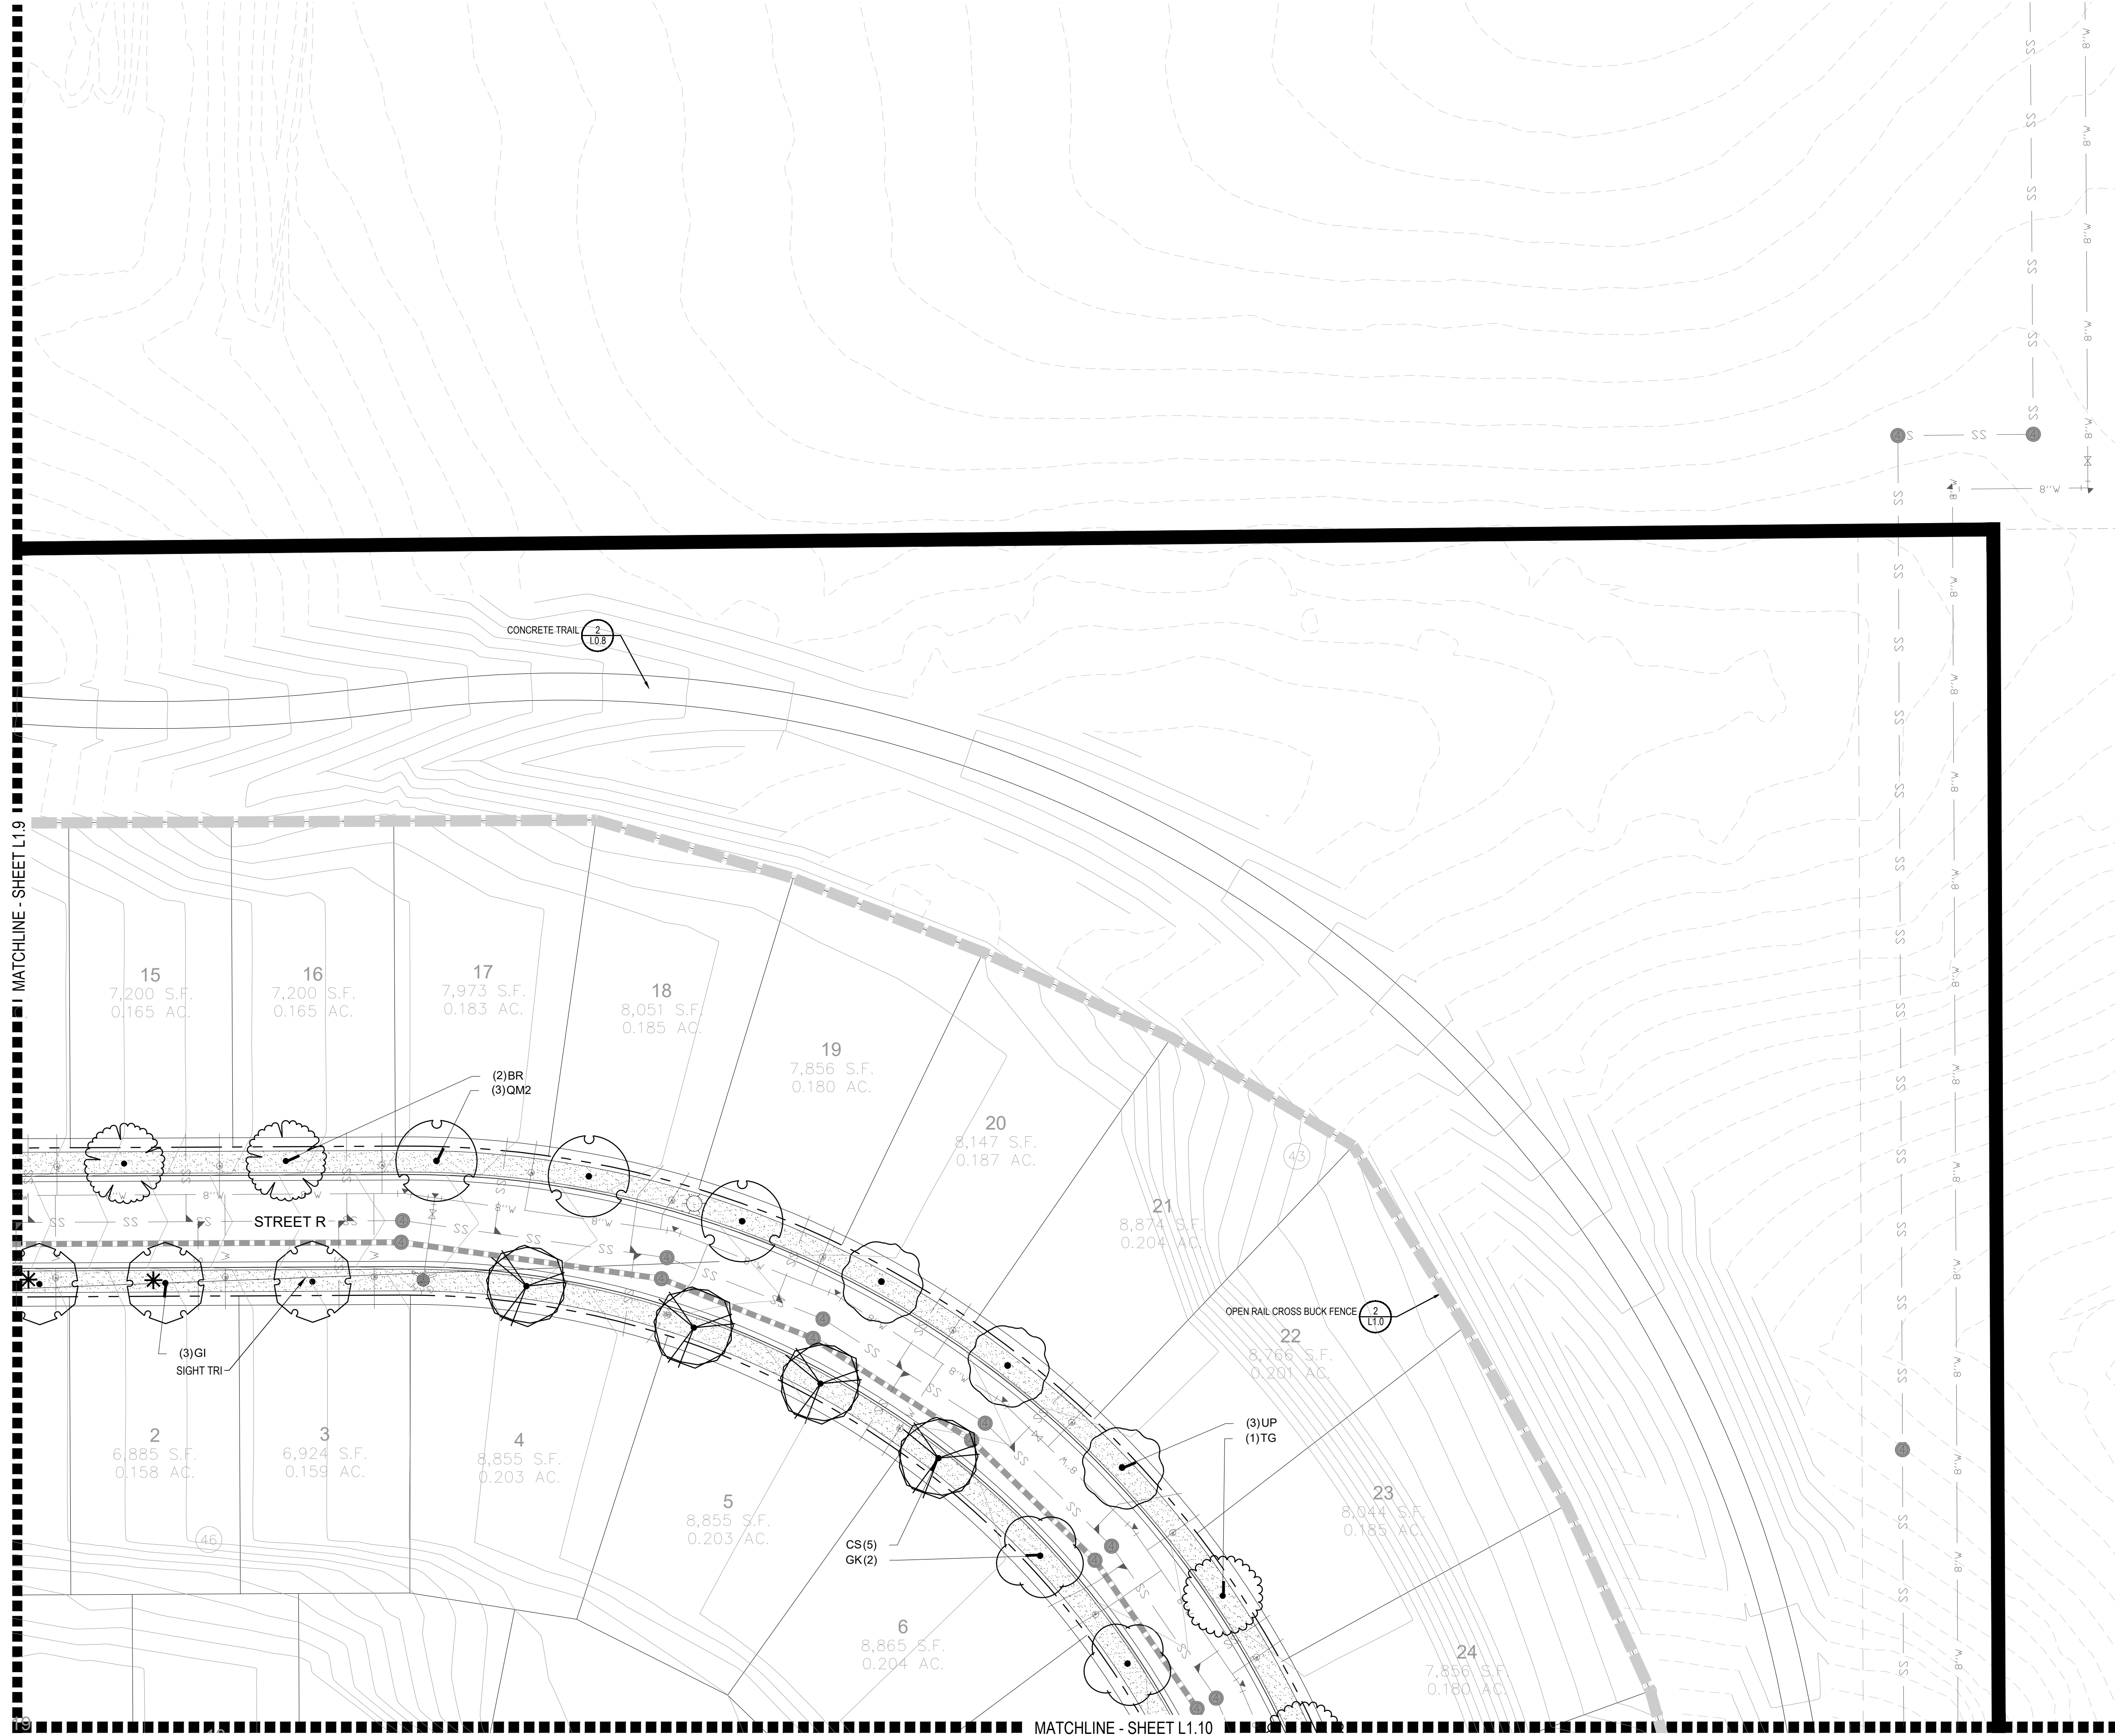 CONCRETE TRAIL
2
L0.8
MATCHLINE - SHEET L1.9
15
7,200 S.F.
0.165 AC.
16
7,200 S.F.
0.165 AC.
17
7,973 S.F.
0.183 AC.
18
8,051 S.F.
0.185 AC.
19
7,856 S.F.
0.180 AC.
20
8,147 S.F.
0.187 AC.
21
8,874 S.F.
0.204 AC.
43
(2)BR
(3)QM2
STREET R
OPEN RAIL CROSS BUCK FENCE
2
L1.0
22
8,766 S.F.
0.201 AC.
(3)GI
SIGHT TRI
2
6,885 S.F.
0.158 AC.
3
6,924 S.F.
0.159 AC.
4
8,855 S.F.
0.203 AC.
5
8,855 S.F.
0.203 AC.
46
(3)UP
(1)TG
CS(5)
GK(2)
23
8,044 S.F.
0.185 AC.
6
8,865 S.F.
0.204 AC.
24
7,856 S.F.
0.180 AC.
19
MATCHLINE - SHEET L1.10
SS
8"W